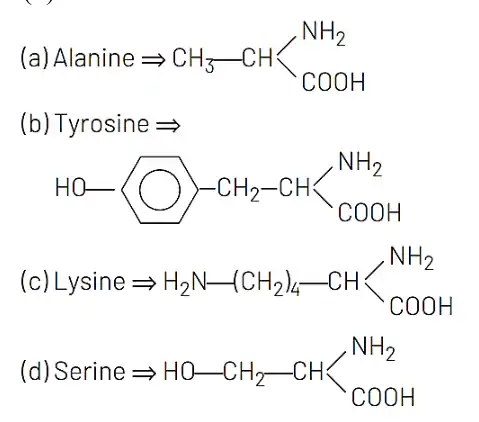 (a) Alanine ⇒ CH₃—CH NH₂ COOH
(b) Tyrosine ⇒
HO— —CH₂—CH NH₂ COOH
(c) Lysine ⇒ H₂N—(CH₂)₄—CH NH₂ COOH
(d) Serine ⇒ HO—CH₂—CH NH₂ COOH